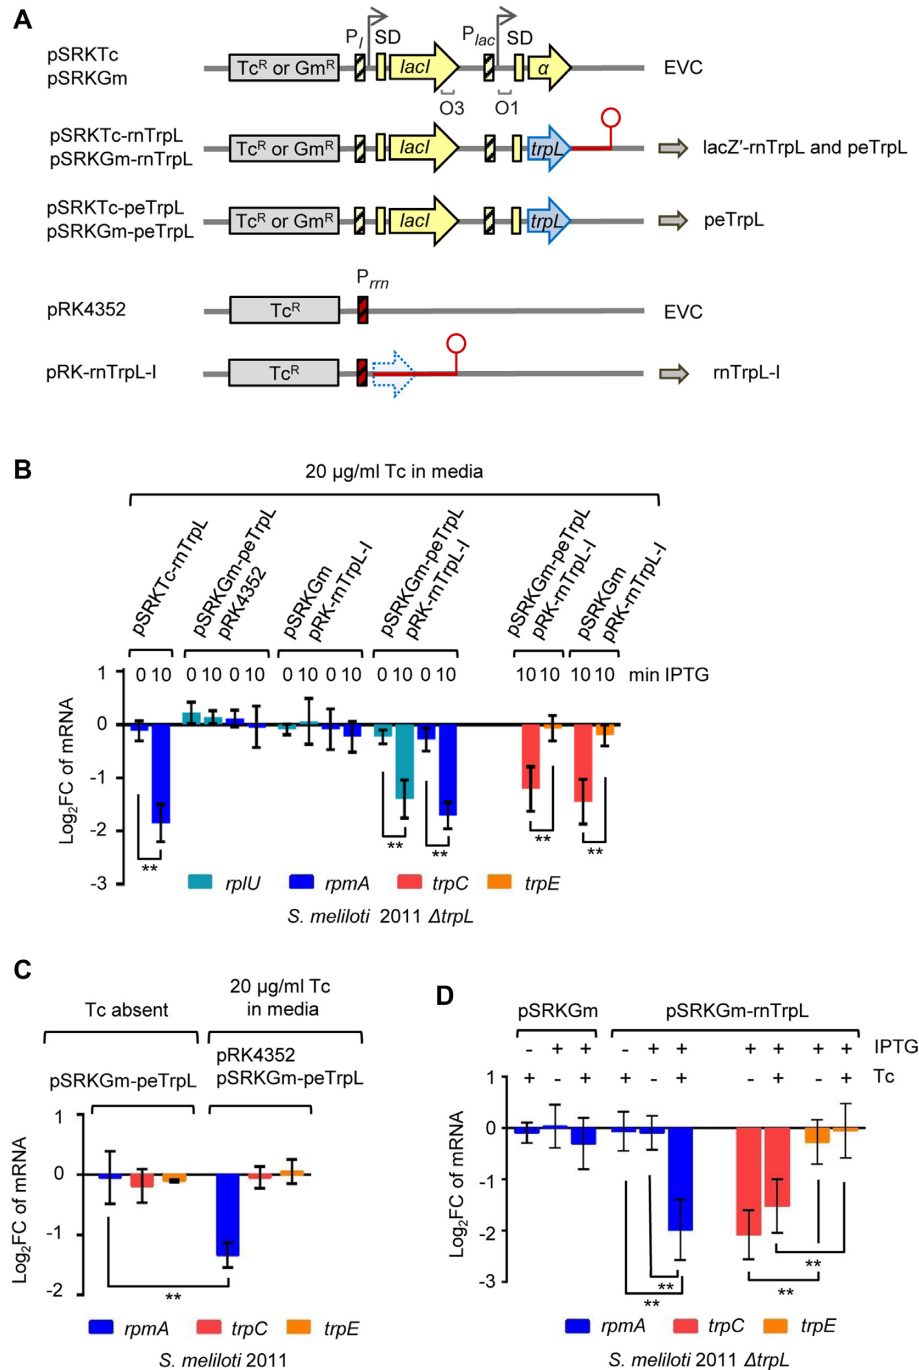 A
pSRKTc
pSRKGm
TcR or GmR
Pl
SD
lacI
Plac
SD
α
EVC
O3
O1
pSRKTc-rnTrpL
pSRKGm-rnTrpL
TcR or GmR
lacI
trpL
lacZ′-rnTrpL and peTrpL
pSRKTc-peTrpL
pSRKGm-peTrpL
TcR or GmR
lacI
trpL
peTrpL
pRK4352
TcR
Prrn
EVC
pRK-rnTrpL-I
TcR
rnTrpL-I
B
20 µg/ml Tc in media
pSRKTc-rnTrpL
pSRKGm-peTrpL
pRK4352
pSRKGm
pRK-rnTrpL-I
pSRKGm-peTrpL
pRK-rnTrpL-I
pSRKGm-peTrpL
pRK-rnTrpL-I
pSRKGm
pRK-rnTrpL-I
0 10 0 10 0 10 0 10 0 10 0 10 0 10 10 10 10 10 min IPTG
Log2FC of mRNA
1
0
-1
-2
-3
** ** ** ** **
rplU rpmA trpC trpE
S. meliloti 2011 ΔtrpL
C
Tc absent
20 µg/ml Tc
in media
pSRKGm-peTrpL
pRK4352
pSRKGm-peTrpL
Log2FC of mRNA
1
0
-1
-2
**
rpmA trpC trpE
S. meliloti 2011
D
pSRKGm pSRKGm-rnTrpL
- + + - + + + + + + IPTG
+ - + + - + - + - + Tc
Log2FC of mRNA
1
0
-1
-2
-3
**
**
**
**
rpmA trpC trpE
S. meliloti 2011 ΔtrpL